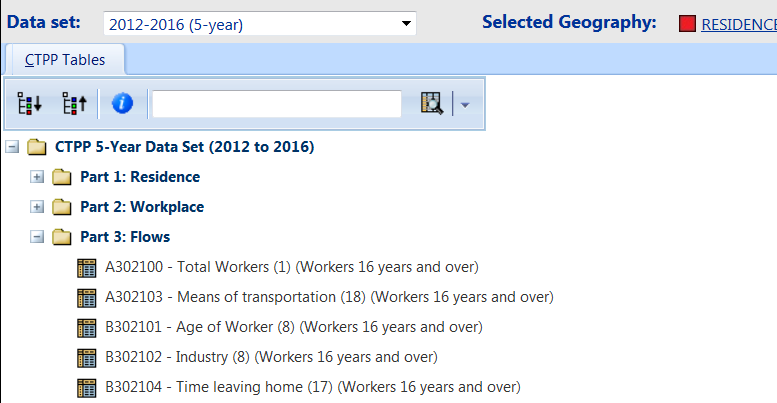 Data set: 2012-2016 (5-year) Selected Geography: RESIDENCE
CTPP Tables
CTPP 5-Year Data Set (2012 to 2016)
Part 1: Residence
Part 2: Workplace
Part 3: Flows
A302100 - Total Workers (1) (Workers 16 years and over)
A302103 - Means of transportation (18) (Workers 16 years and over)
B302101 - Age of Worker (8) (Workers 16 years and over)
B302102 - Industry (8) (Workers 16 years and over)
B302104 - Time leaving home (17) (Workers 16 years and over)